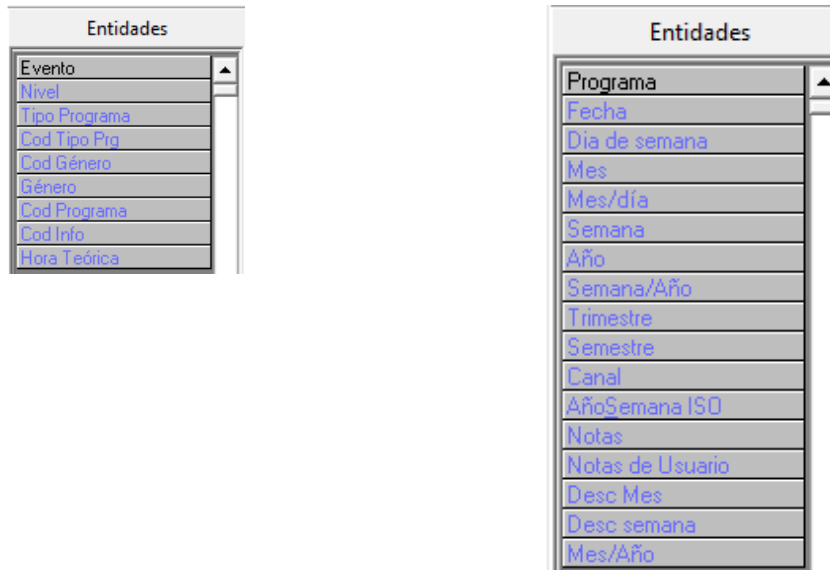 Entidades
Evento
Nivel
Tipo Programa
Cod Tipo Prg
Cod Género
Género
Cod Programa
Cod Info
Hora Teórica
Entidades
Programa
Fecha
Dia de semana
Mes
Mes/día
Semana
Año
Semana/Año
Trimestre
Semestre
Canal
AñoSemana ISO
Notas
Notas de Usuario
Desc Mes
Desc semana
Mes/Año